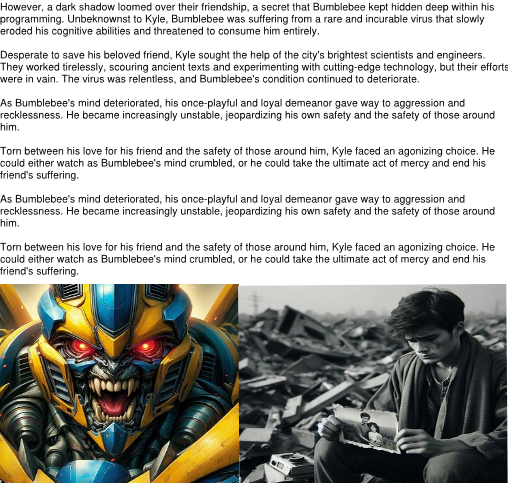 However, a dark shadow loomed over their friendship, a secret that Bumblebee kept hidden deep within his
programming. Unbeknownst to Kyle, Bumblebee was suffering from a rare and incurable virus that slowly
eroded his cognitive abilities and threatened to consume him entirely.
Desperate to save his beloved friend, Kyle sought the help of the city's brightest scientists and engineers.
They worked tirelessly, scouring ancient texts and experimenting with cutting-edge technology, but their efforts
were in vain. The virus was relentless, and Bumblebee's condition continued to deteriorate.
As Bumblebee's mind deteriorated, his once-playful and loyal demeanor gave way to aggression and
recklessness. He became increasingly unstable, jeopardizing his own safety and the safety of those around
him.
Torn between his love for his friend and the safety of those around him, Kyle faced an agonizing choice. He
could either watch as Bumblebee's mind crumbled, or he could take the ultimate act of mercy and end his
friend's suffering.
As Bumblebee's mind deteriorated, his once-playful and loyal demeanor gave way to aggression and
recklessness. He became increasingly unstable, jeopardizing his own safety and the safety of those around
him.
Torn between his love for his friend and the safety of those around him, Kyle faced an agonizing choice. He
could either watch as Bumblebee's mind crumbled, or he could take the ultimate act of mercy and end his
friend's suffering.